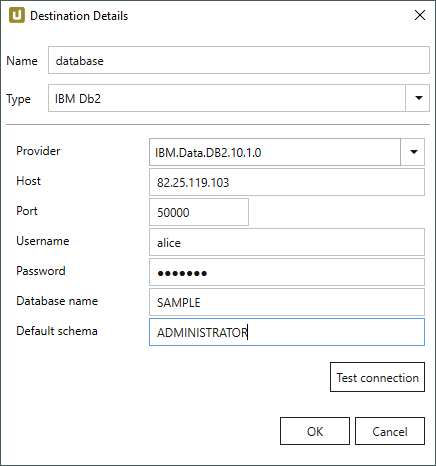 Destination Details
Name database
Type IBM Db2
Provider IBM.Data.DB2.10.1.0
Host 82.25.119.103
Port 50000
Username alice
Password ●●●●●●●
Database name SAMPLE
Default schema ADMINISTRATOR
Test connection
OK Cancel